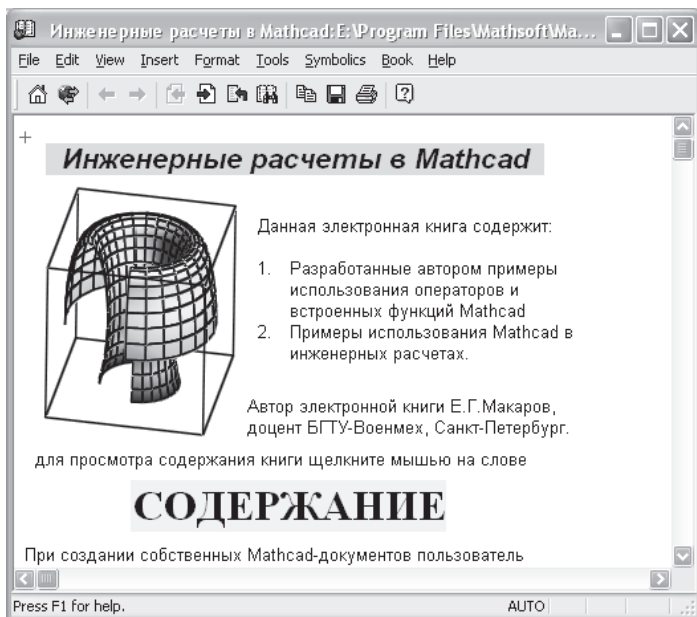 Инженерные расчеты в Mathcad:E:\Program Files\Mathsoft\Ma...
File Edit View Insert Format Tools Symbolics Book Help
Инженерные расчеты в Mathcad
Данная электронная книга содержит:
1. Разработанные автором примеры
использования операторов и
встроенных функций Mathcad
2. Примеры использования Mathcad в
инженерных расчетах.
Автор электронной книги Е.Г.Макаров,
доцент БГТУ-Военмех, Санкт-Петербург.
для просмотра содержания книги щелкните мышью на слове
СОДЕРЖАНИЕ
При создании собственных Mathcad-документов пользователь
Press F1 for help. AUTO